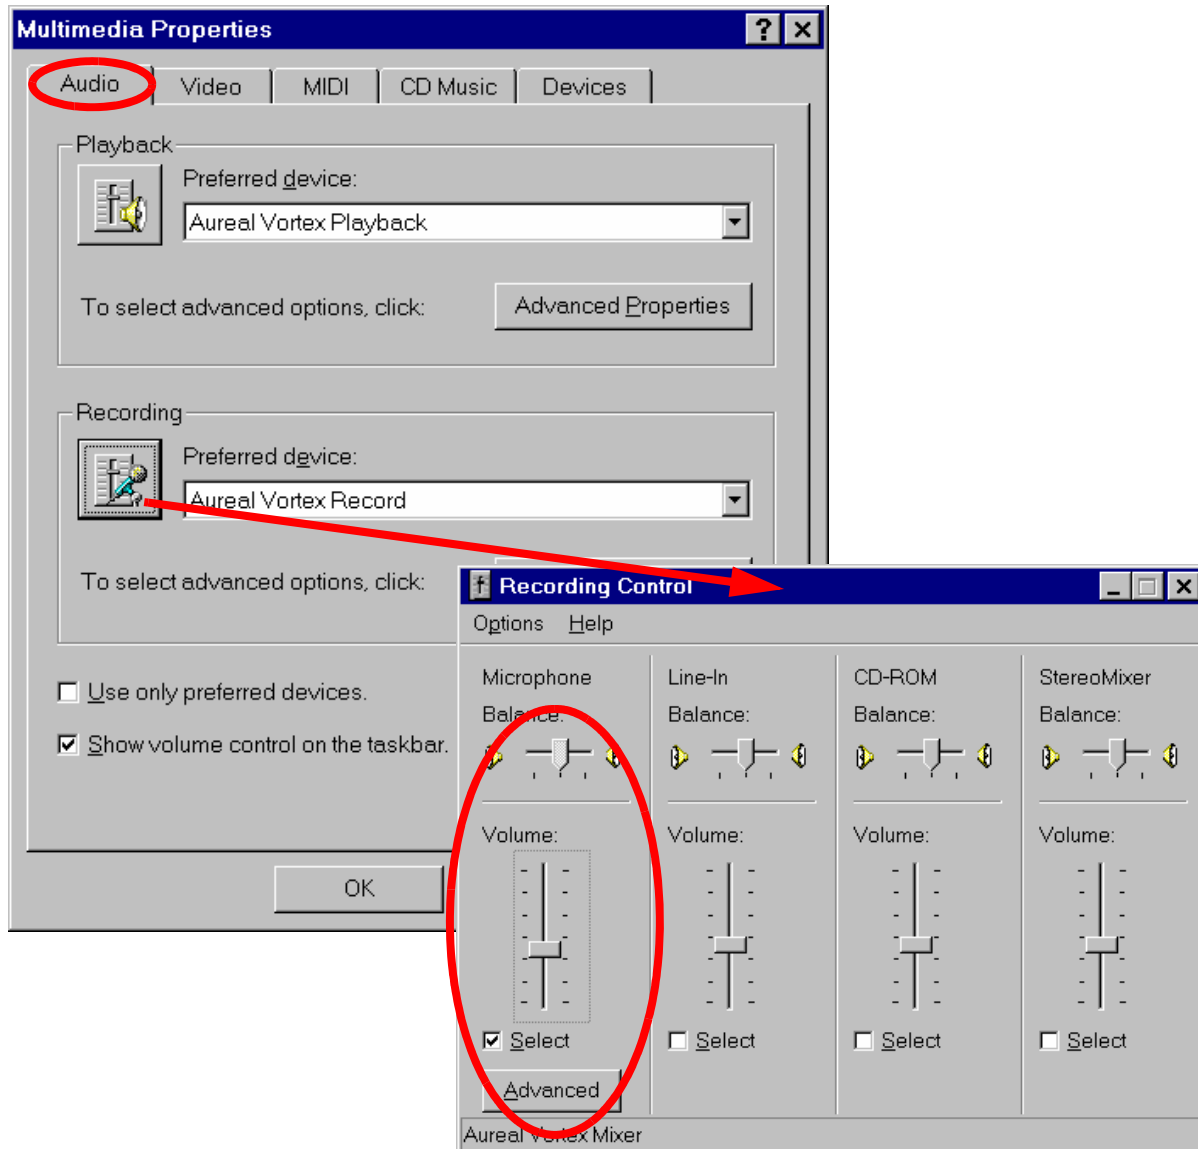 Multimedia Properties
Audio Video MIDI CD Music Devices
Playback
Preferred device:
Aureal Vortex Playback
To select advanced options, click: Advanced Properties
Recording
Preferred device:
Aureal Vortex Record
To select advanced options, click:
Use only preferred devices.
Show volume control on the taskbar.
OK
Recording Control
Options Help
Microphone Line-In CD-ROM StereoMixer
Balance: Balance: Balance: Balance:
Volume: Volume: Volume: Volume:
Select Select Select Select
Advanced
Aureal Vortex Mixer